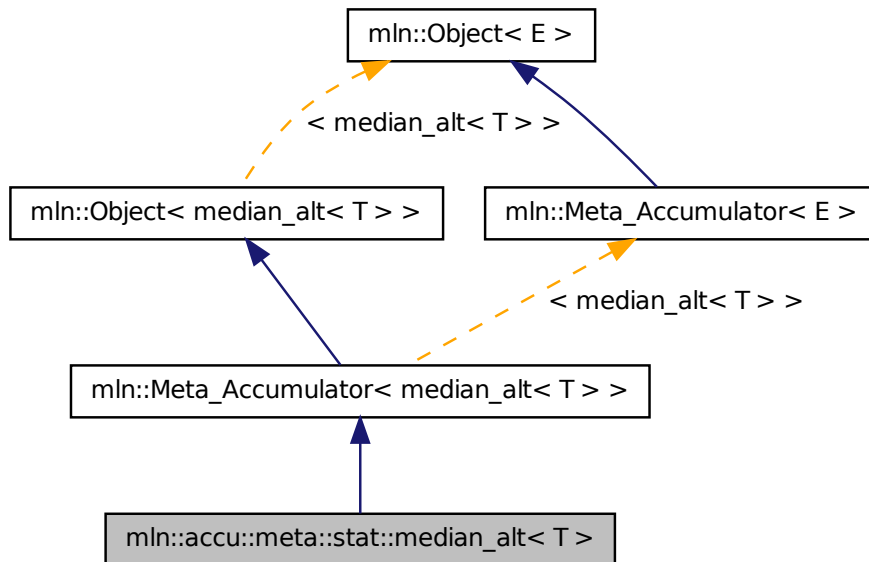 mln::Object< E >
< median_alt< T > >
mln::Object< median_alt< T > >
mln::Meta_Accumulator< E >
< median_alt< T > >
mln::Meta_Accumulator< median_alt< T > >
mln::accu::meta::stat::median_alt< T >